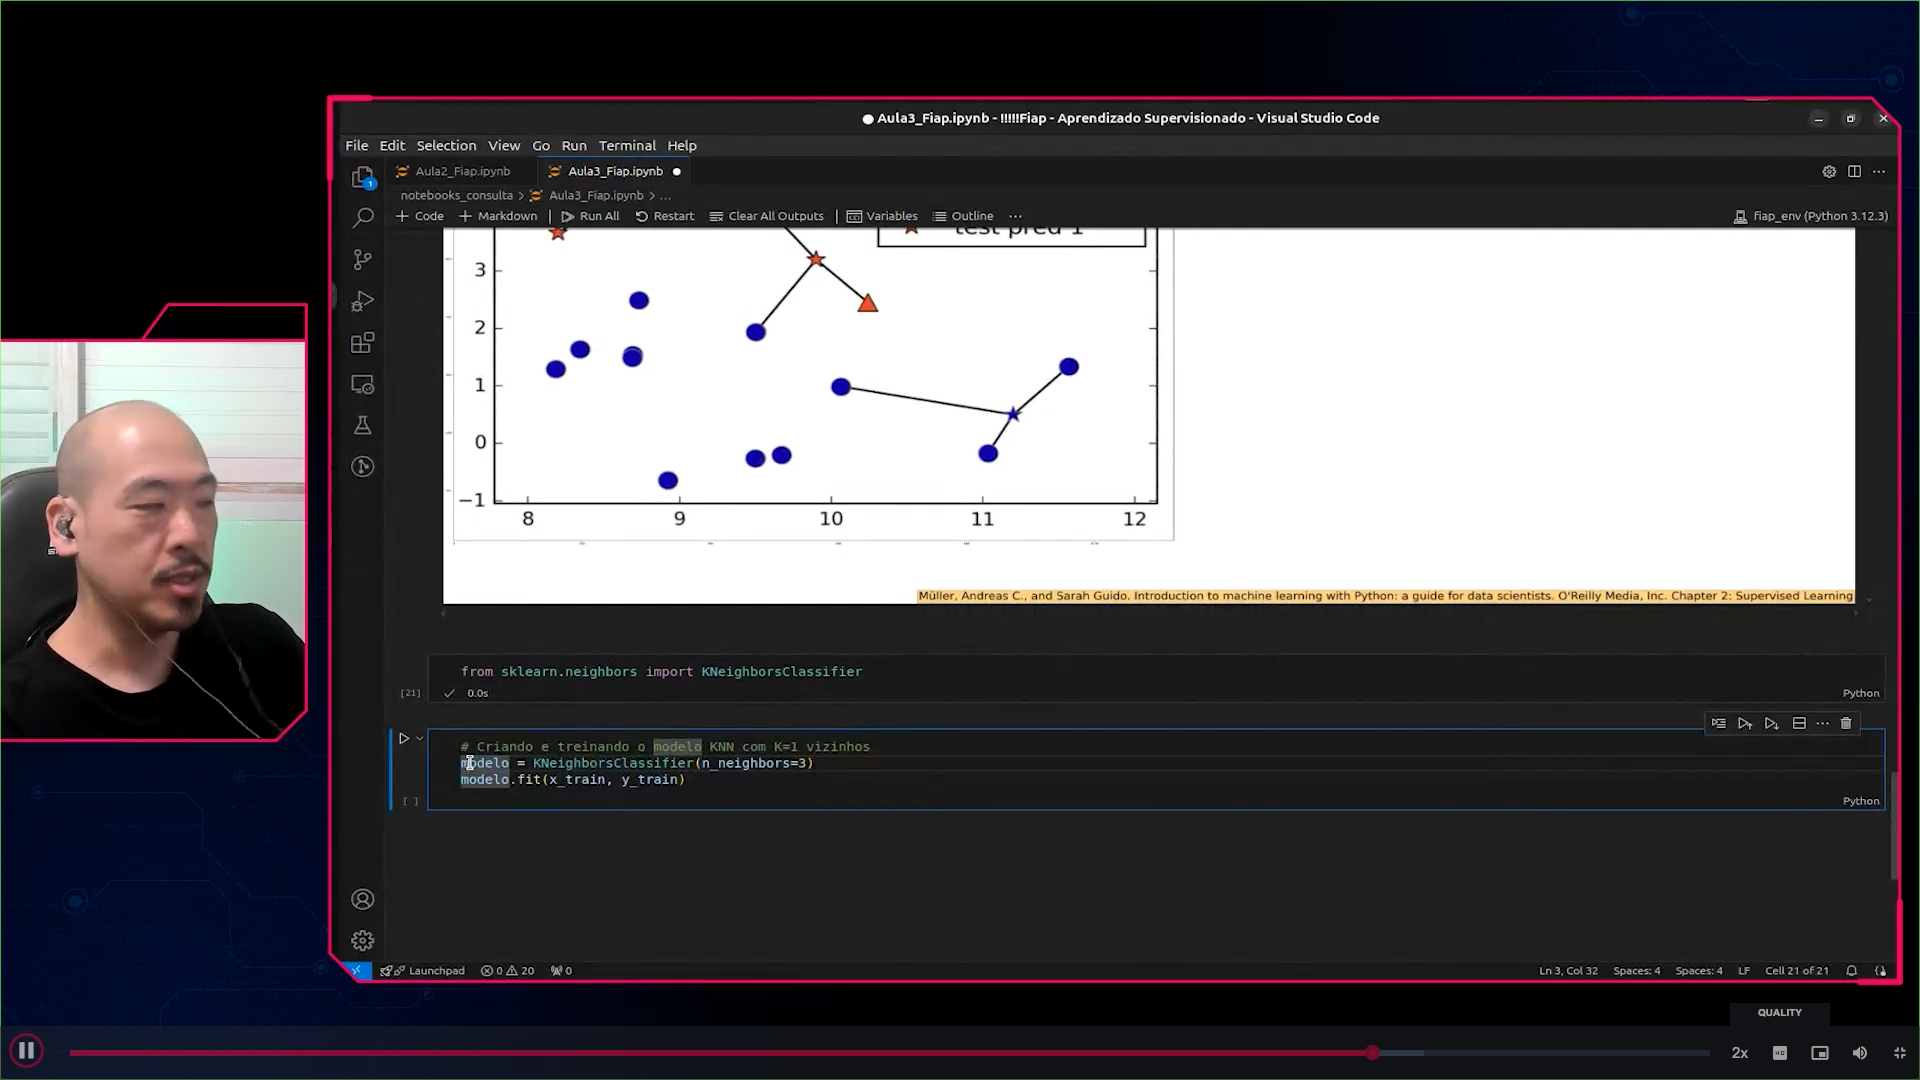 Aula3_Fiap.ipynb - !!!!!Fiap - Aprendizado Supervisionado - Visual Studio Code
File Edit Selection View Go Run Terminal Help
Aula2_Fiap.ipynb Aula3_Fiap.ipynb
notebooks_consulta > Aula3_Fiap.ipynb > ...
+ Code + Markdown Run All Restart Clear All Outputs Variables Outline ... fiap_env (Python 3.12.3)
1
test pred 1
3
2
1
0
−1
8 9 10 11 12
Müller, Andreas C., and Sarah Guido. Introduction to machine learning with Python: a guide for data scientists. O'Reilly Media, Inc. Chapter 2: Supervised Learning
from sklearn.neighbors import KNeighborsClassifier
[21] 0.0s Python
# Criando e treinando o modelo KNN com K=1 vizinhos
modelo = KNeighborsClassifier(n_neighbors=3)
modelo.fit(x_train, y_train)
[ ] Python
Launchpad 0 20 0 Ln 3, Col 32 Spaces: 4 Spaces: 4 LF Cell 21 of 21
QUALITY
2x